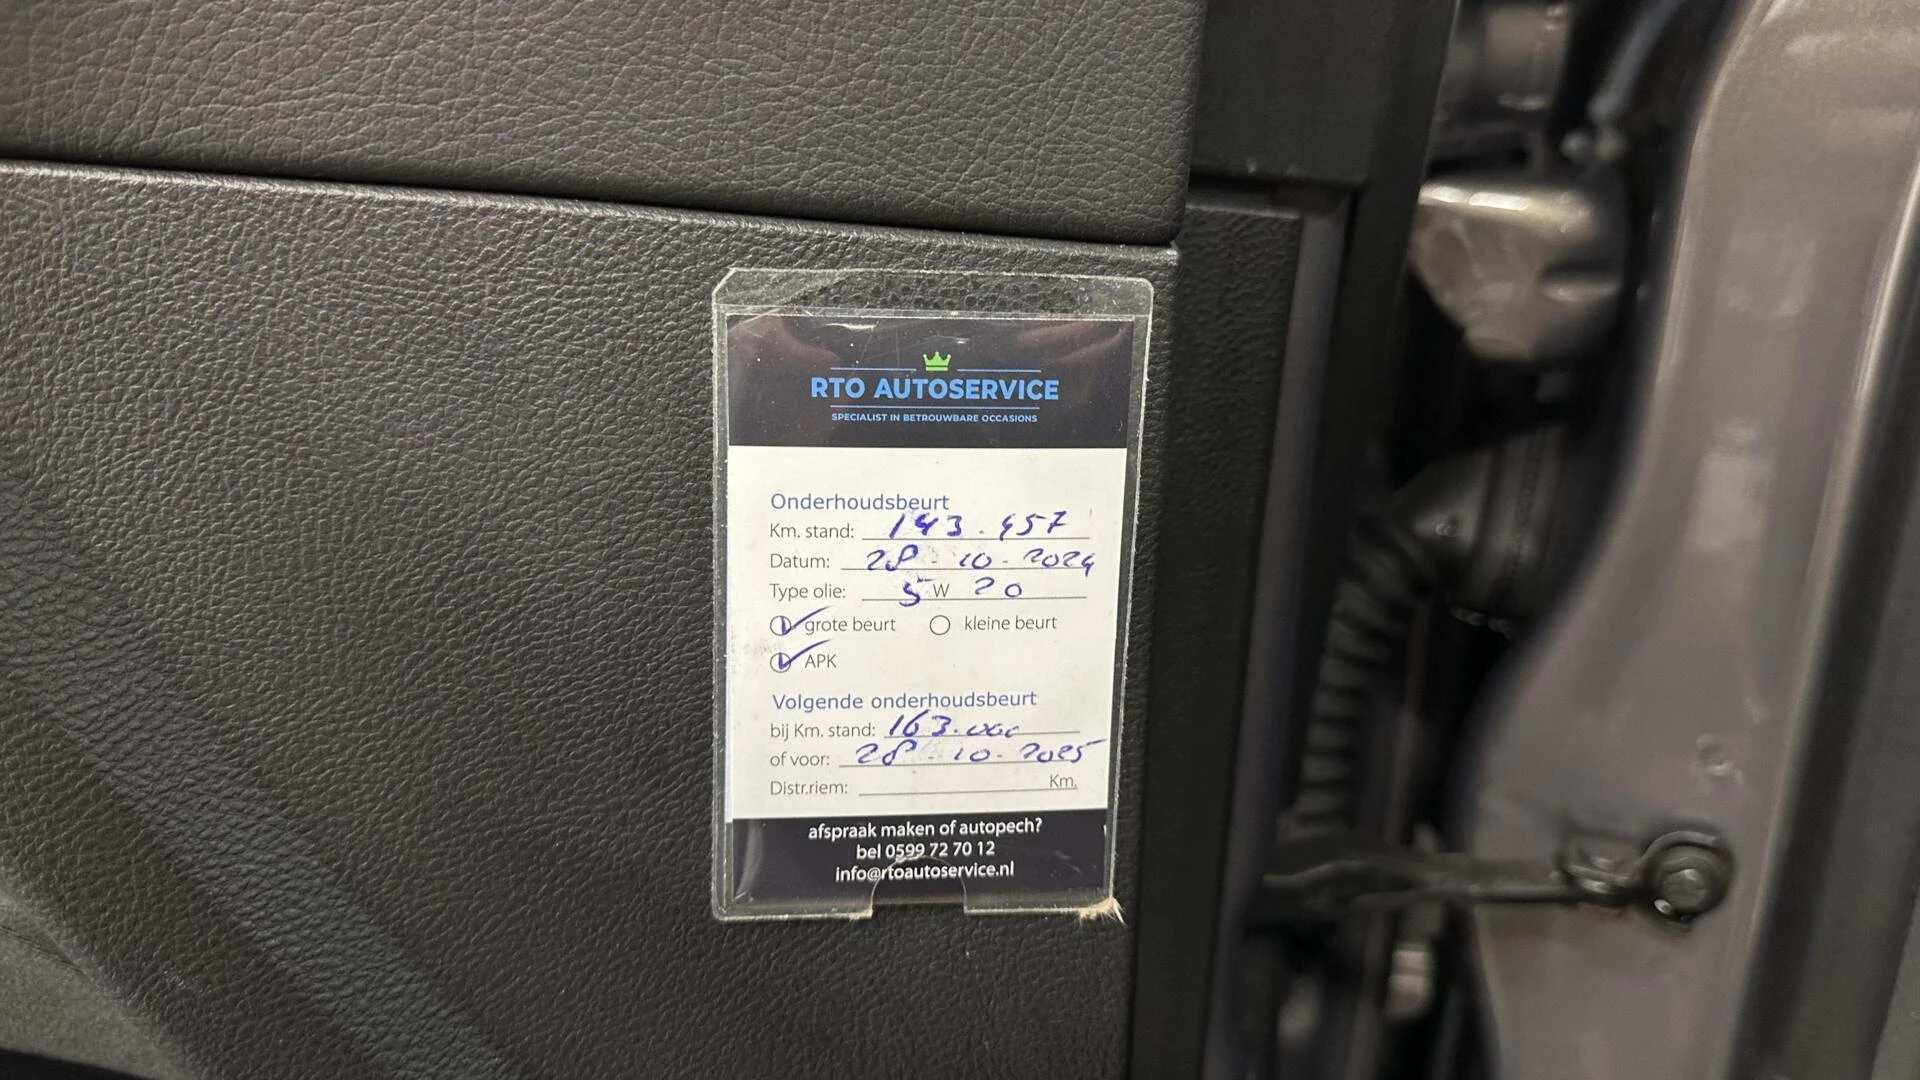 RTO AUTOSERVICE
SPECIALIST IN BETROUWBARE OCCASIONS
Onderhoudsbeurt
Km. stand: 143.457
Datum: 28-10-2024
Type olie: 5 W 20
grote beurt kleine beurt
APK
Volgende onderhoudsbeurt
bij Km. stand: 163.000
of voor: 28-10-2025
Distr.riem: Km.
afspraak maken of autopech?
bel 0599 72 70 12
info@rtoautoservice.nl